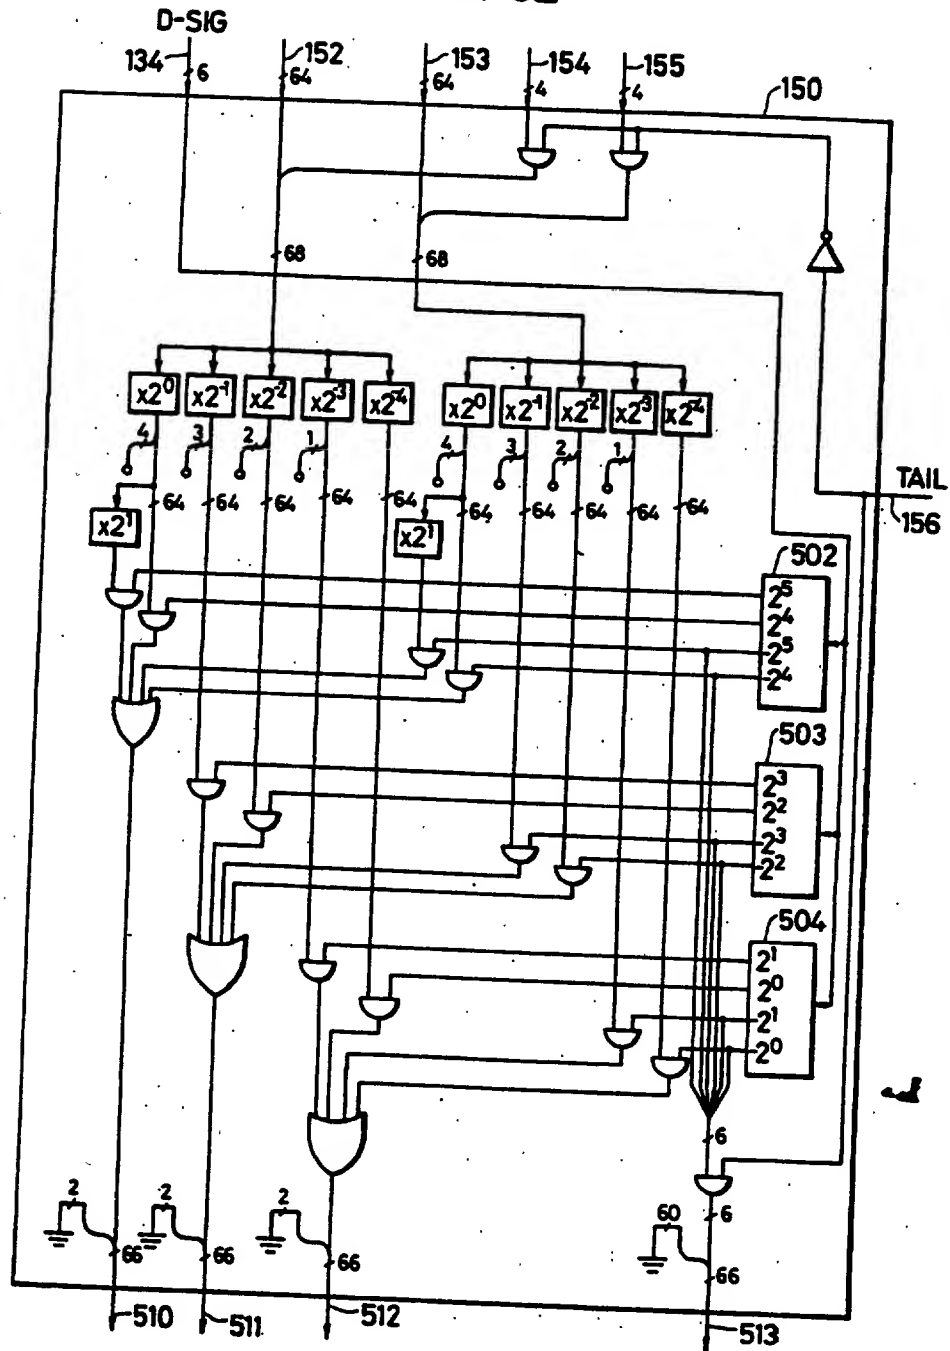 D-SIG
134 6 152 64 153 64 154 4 155 4
150
68 68
x2⁰ x2⁻¹ x2⁻² x2⁻³ x2⁻⁴ x2⁰ x2⁻¹ x2⁻² x2⁻³ x2⁻⁴
4 3 2 1 4 3 2 1
64 64 64 64 64 64 64 64 64 64
TAIL
156
x2¹ x2¹
502
2⁵
2⁴
2⁵
2⁴
503
2³
2²
2³
2²
504
2¹
2⁰
2¹
2⁰
6
2 2 2 60 6
66 66 66 66
510 511 512 513